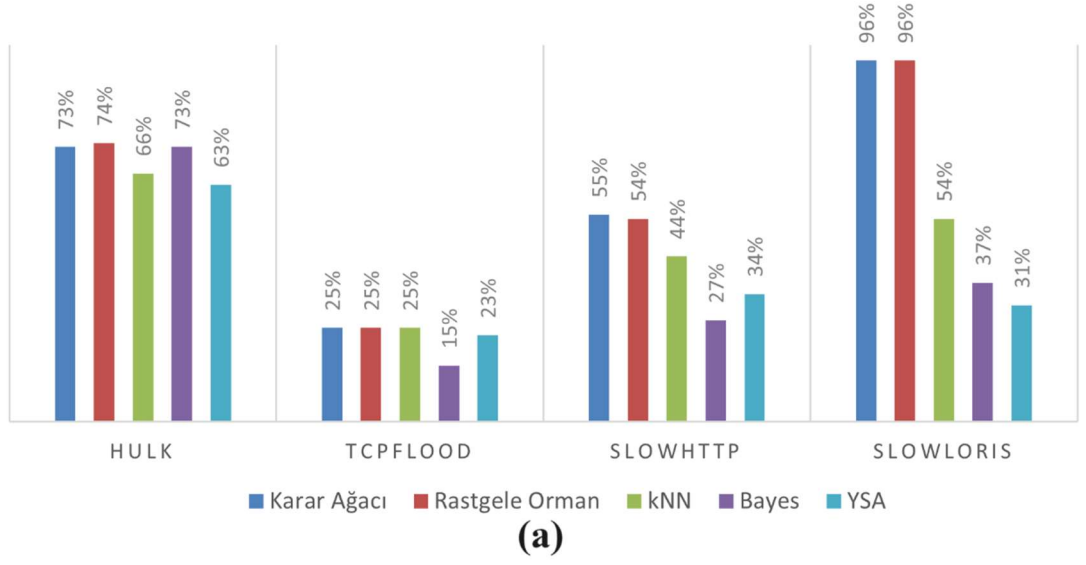 73% 74% 66% 73% 63%
25% 25% 25% 15% 23%
55% 54% 44% 27% 34%
96% 96% 54% 37% 31%
HULK TCPFLOOD SLOWHTTP SLOWLORIS
Karar Ağacı Rastgele Orman kNN Bayes YSA
(a)